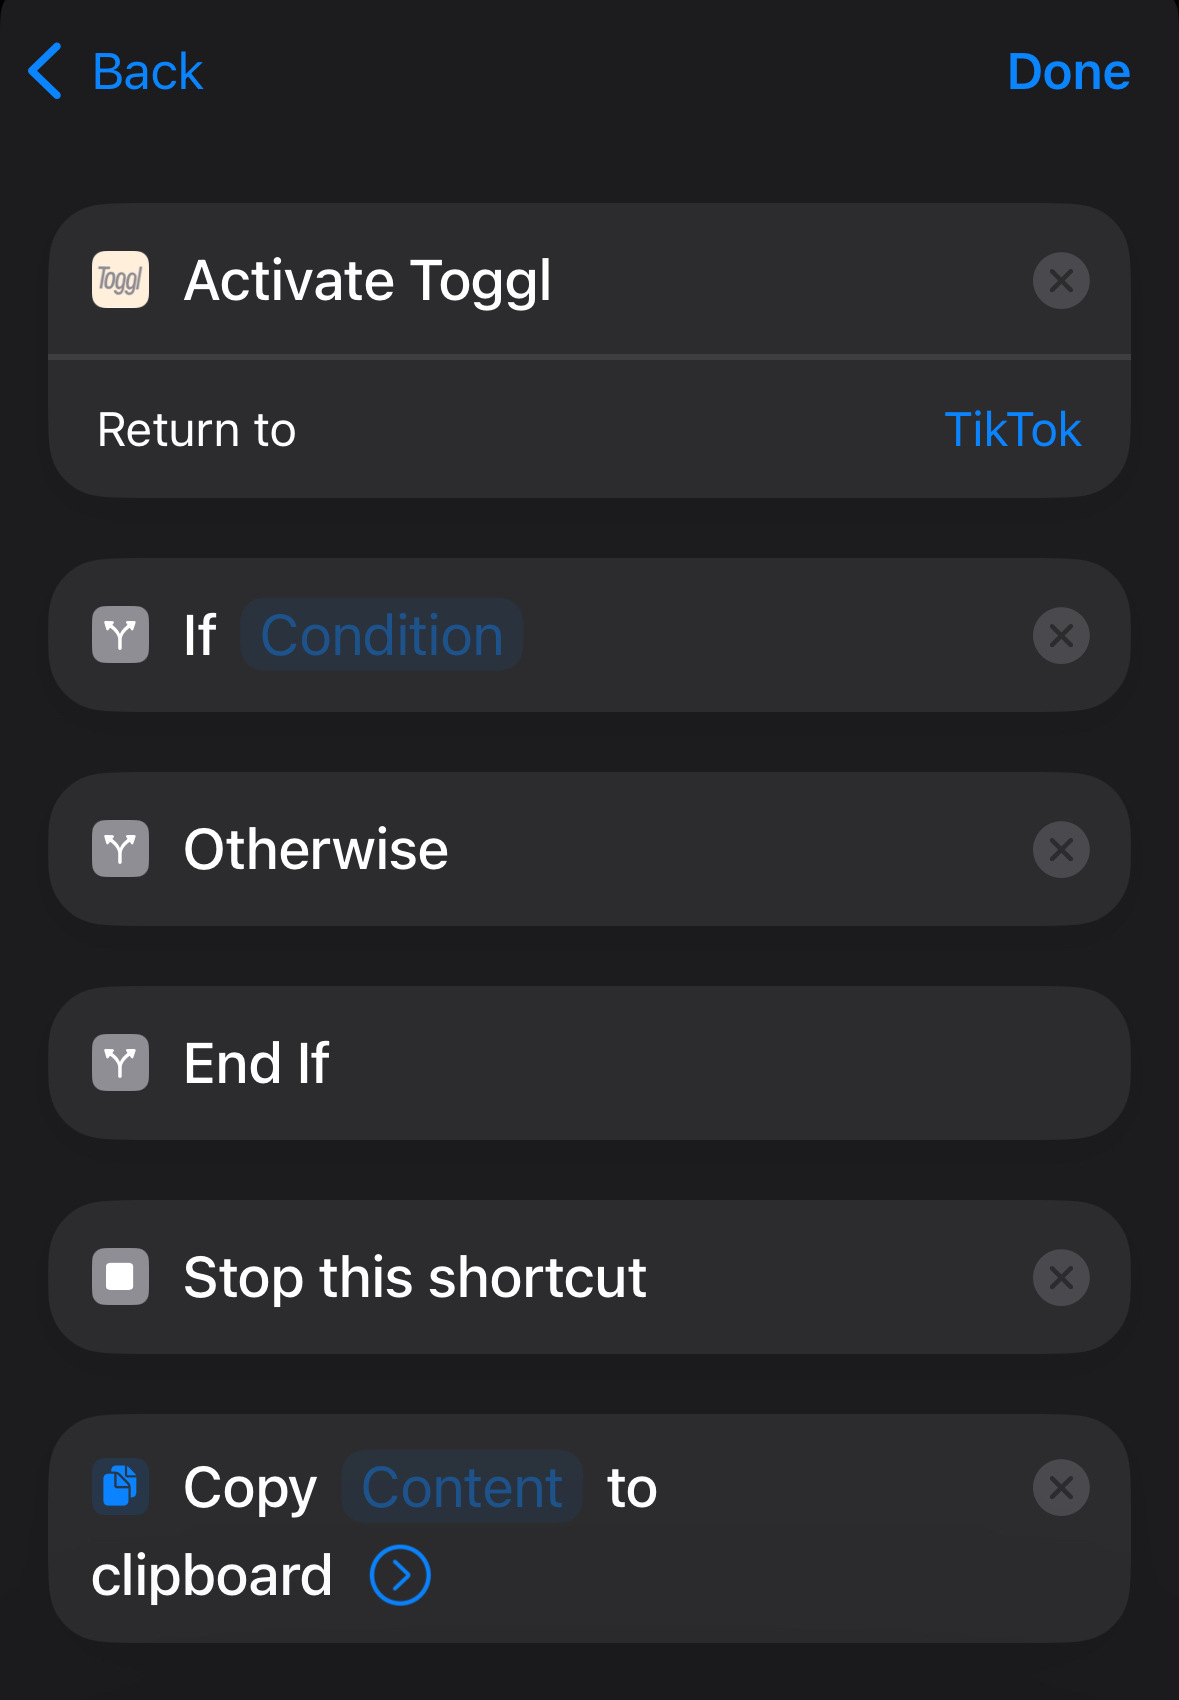 Back
Done
Toggl
Activate Toggl
Return to
TikTok
If Condition
Otherwise
End If
Stop this shortcut
Copy Content to
clipboard